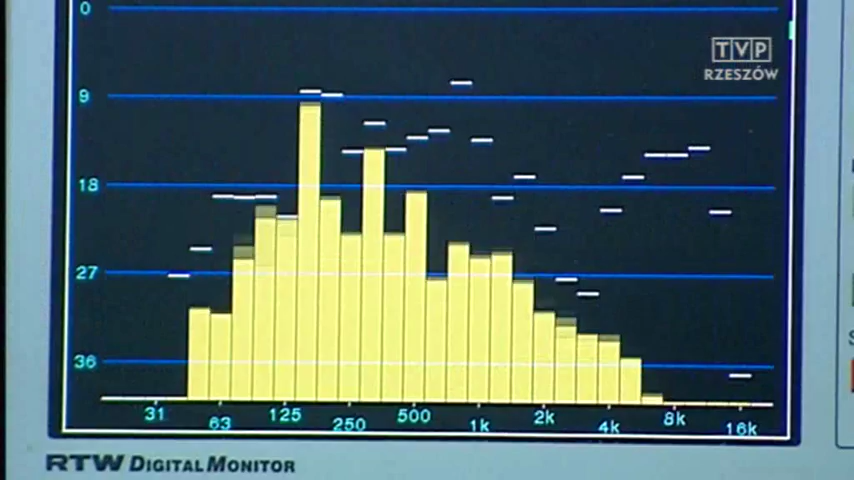 0
TVP
RZESZÓW
9
18
27
36
31 63 125 250 500 1k 2k 4k 8k 16k
RTW DIGITAL MONITOR